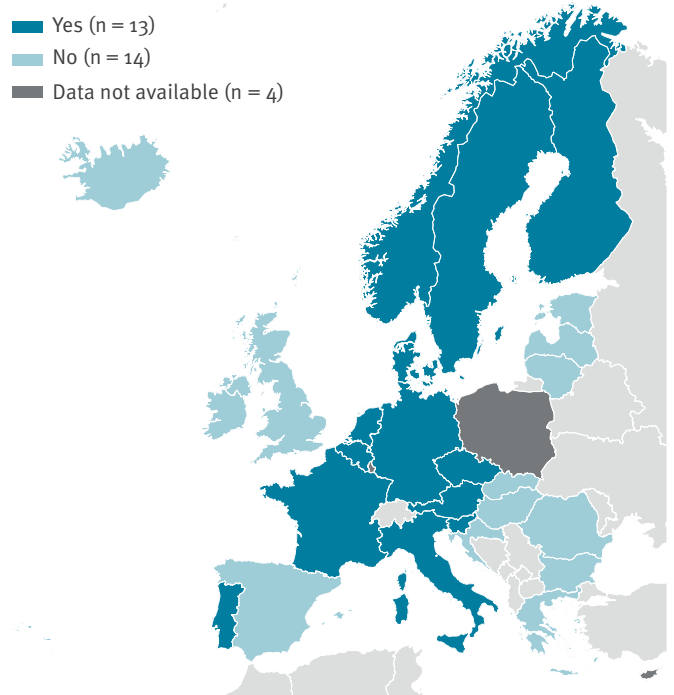 Yes (n = 13)
No (n = 14)
Data not available (n = 4)